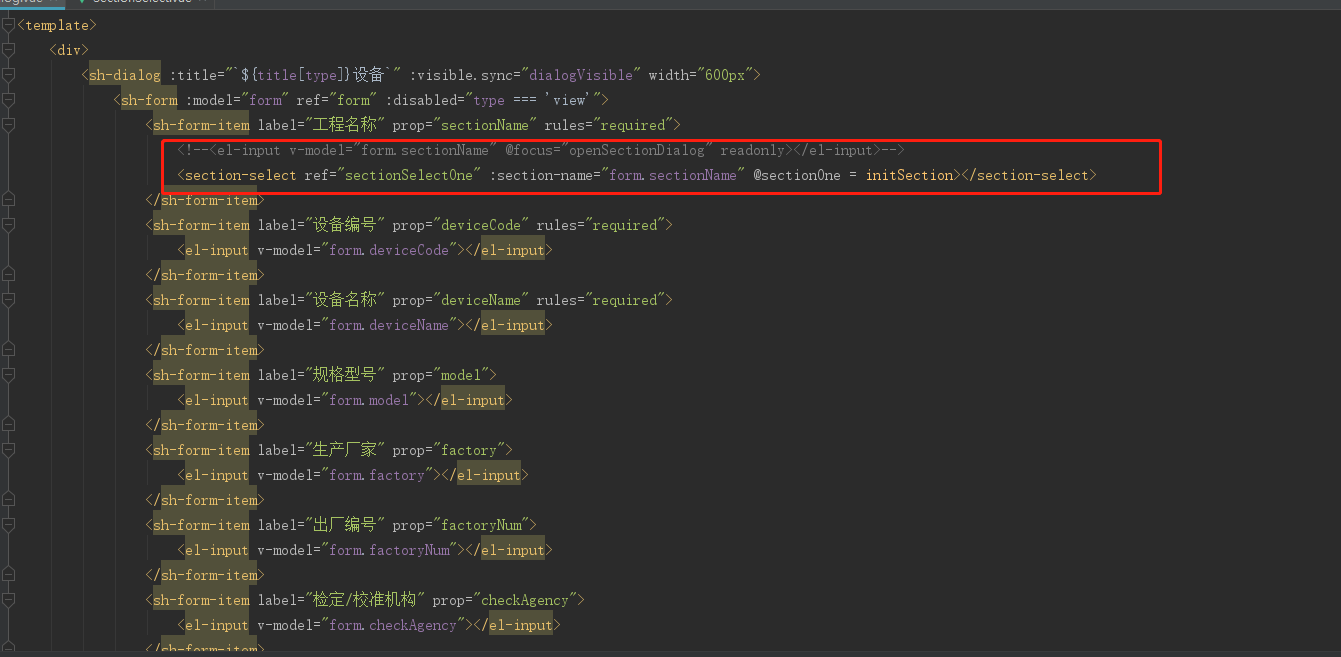 sectionSelect.vue
<template>
<div>
<sh-dialog :title="`${title[type]}设备`" :visible.sync="dialogVisible" width="600px">
<sh-form :model="form" ref="form" :disabled="type === 'view'">
<sh-form-item label="工程名称" prop="sectionName" rules="required">
<!--<el-input v-model="form.sectionName" @focus="openSectionDialog" readonly></el-input>-->
<section-select ref="sectionSelectOne" :section-name="form.sectionName" @sectionOne = initSection></section-select>
</sh-form-item>
<sh-form-item label="设备编号" prop="deviceCode" rules="required">
<el-input v-model="form.deviceCode"></el-input>
</sh-form-item>
<sh-form-item label="设备名称" prop="deviceName" rules="required">
<el-input v-model="form.deviceName"></el-input>
</sh-form-item>
<sh-form-item label="规格型号" prop="model">
<el-input v-model="form.model"></el-input>
</sh-form-item>
<sh-form-item label="生产厂家" prop="factory">
<el-input v-model="form.factory"></el-input>
</sh-form-item>
<sh-form-item label="出厂编号" prop="factoryNum">
<el-input v-model="form.factoryNum"></el-input>
</sh-form-item>
<sh-form-item label="检定/校准机构" prop="checkAgency">
<el-input v-model="form.checkAgency"></el-input>
</sh-form-item>